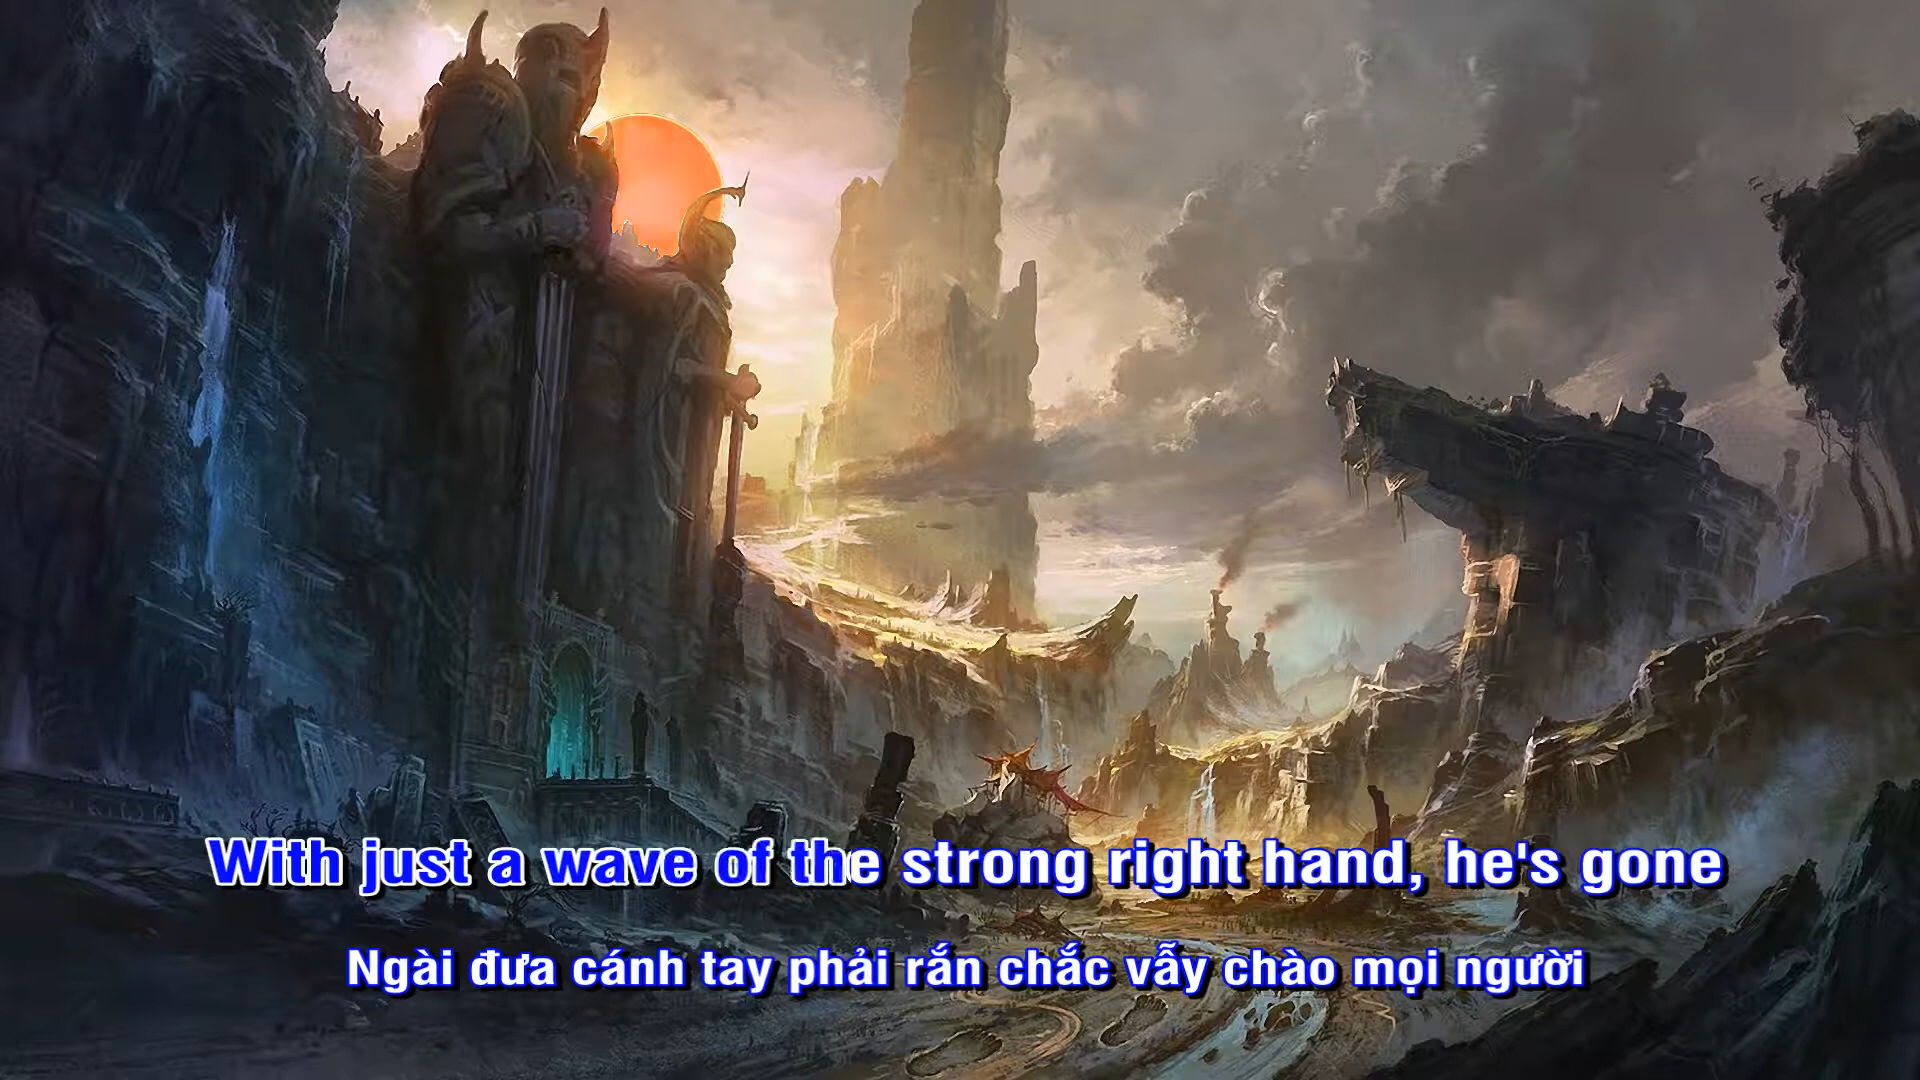 With just a wave of the strong right hand, he's gone
Ngài đưa cánh tay phải rắn chắc vẫy chào mọi người